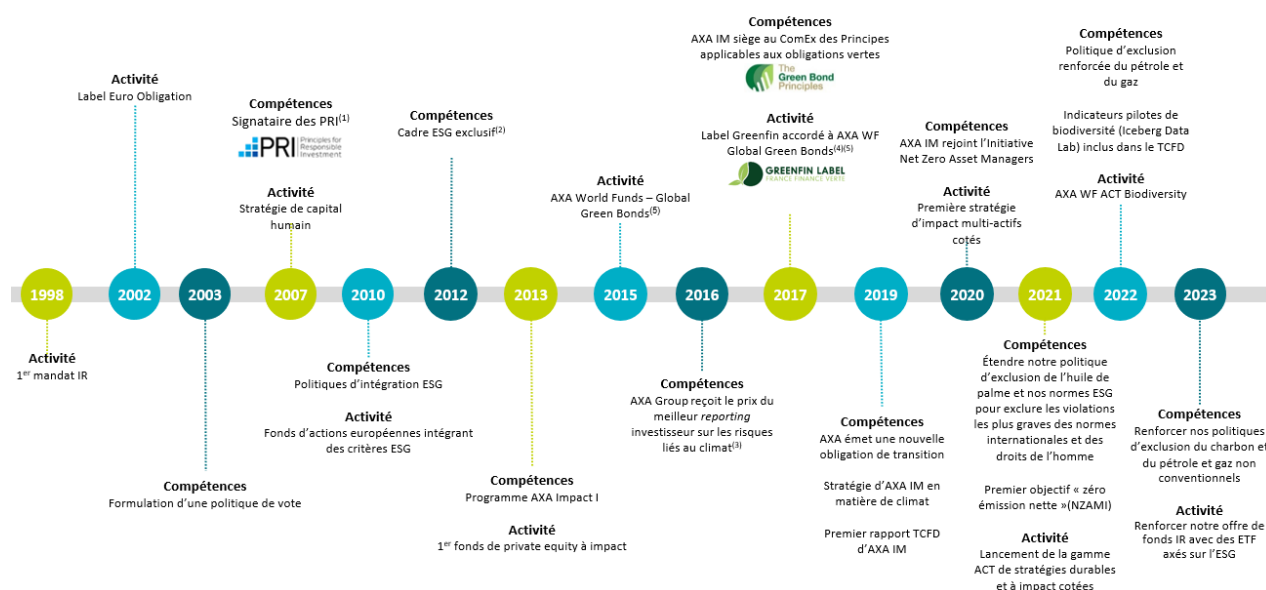 1998
Activité
1er mandat IR
Activité
Label Euro Obligation
2002
2003
Compétences
Formulation d'une politique de vote
Compétences
Signataire des PRI(1)
PRI Principles for
Responsible
Investment
Activité
Stratégie de capital
humain
2007
2010
Compétences
Politiques d'intégration ESG
Activité
Fonds d'actions européennes intégrant
des critères ESG
Compétences
Cadre ESG exclusif(2)
2012
2013
Compétences
Programme AXA Impact I
Activité
1er fonds de private equity à impact
Activité
AXA World Funds – Global
Green Bonds(5)
2015
2016
Compétences
AXA Group reçoit le prix du
meilleur reporting
investisseur sur les risques
liés au climat(3)
Compétences
AXA IM siège au ComEx des Principes
applicables aux obligations vertes
The
Green Bond
Principles
Activité
Label Greenfin accordé à AXA WF
Global Green Bonds(4)(5)
GREENFIN LABEL
FRANCE FINANCE VERTE
2017
2019
Compétences
AXA émet une nouvelle
obligation de transition
Stratégie d'AXA IM en
matière de climat
Premier rapport TCFD
d'AXA IM
Compétences
AXA IM rejoint l'Initiative
Net Zero Asset Managers
Activité
Première stratégie
d'impact multi-actifs
cotés
2020
2021
Compétences
Étendre notre politique
d'exclusion de l'huile de
palme et nos normes ESG
pour exclure les violations
les plus graves des normes
internationales et des
droits de l'homme
Premier objectif « zéro
émission nette »(NZAMI)
Activité
Lancement de la gamme
ACT de stratégies durables
et à impact cotées
Compétences
Politique d'exclusion
renforcée du pétrole et
du gaz
Indicateurs pilotes de
biodiversité (Iceberg Data
Lab) inclus dans le TCFD
Activité
AXA WF ACT Biodiversity
2022
2023
Compétences
Renforcer nos politiques
d'exclusion du charbon et
du pétrole et gaz non
conventionnels
Activité
Renforcer notre offre de
fonds IR avec des ETF
axés sur l'ESG